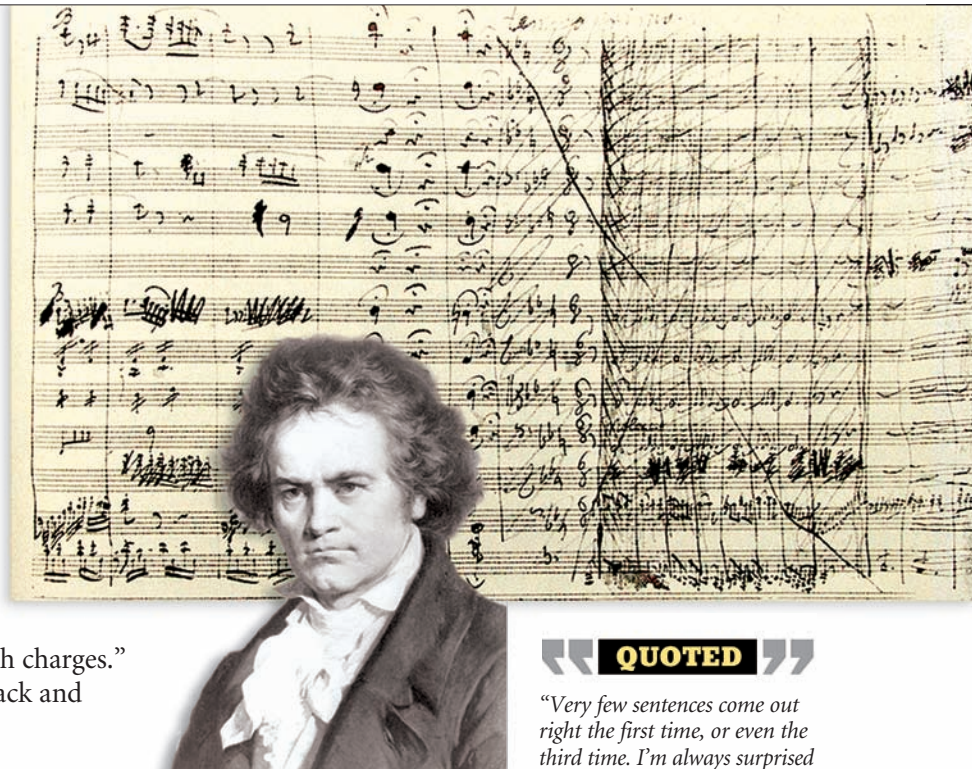 h charges.”
ack and
QUOTED
“Very few sentences come out
right the first time, or even the
third time. I’m always surprised